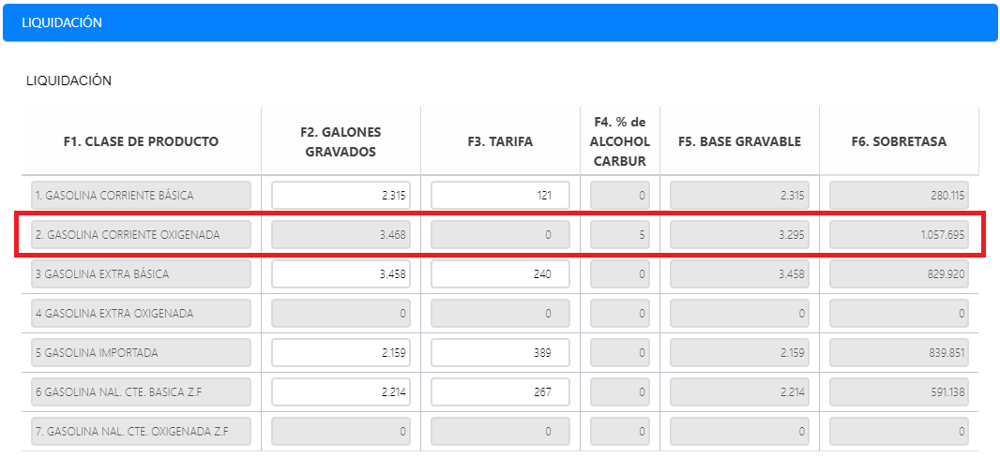 LIQUIDACIÓN
LIQUIDACIÓN
F1. CLASE DE PRODUCTO F2. GALONES GRAVADOS F3. TARIFA F4. % de ALCOHOL CARBUR F5. BASE GRAVABLE F6. SOBRETASA
1. GASOLINA CORRIENTE BÁSICA 2.315 121 0 2.315 280.115
2. GASOLINA CORRIENTE OXIGENADA 3.468 0 5 3.295 1.057.695
3 GASOLINA EXTRA BÁSICA 3.458 240 0 3.458 829.920
4 GASOLINA EXTRA OXIGENADA 0 0 0 0 0
5 GASOLINA IMPORTADA 2.159 389 0 2.159 839.851
6 GASOLINA NAL. CTE. BASICA Z.F 2.214 267 0 2.214 591.138
7. GASOLINA NAL. CTE. OXIGENADA Z.F 0 0 0 0 0